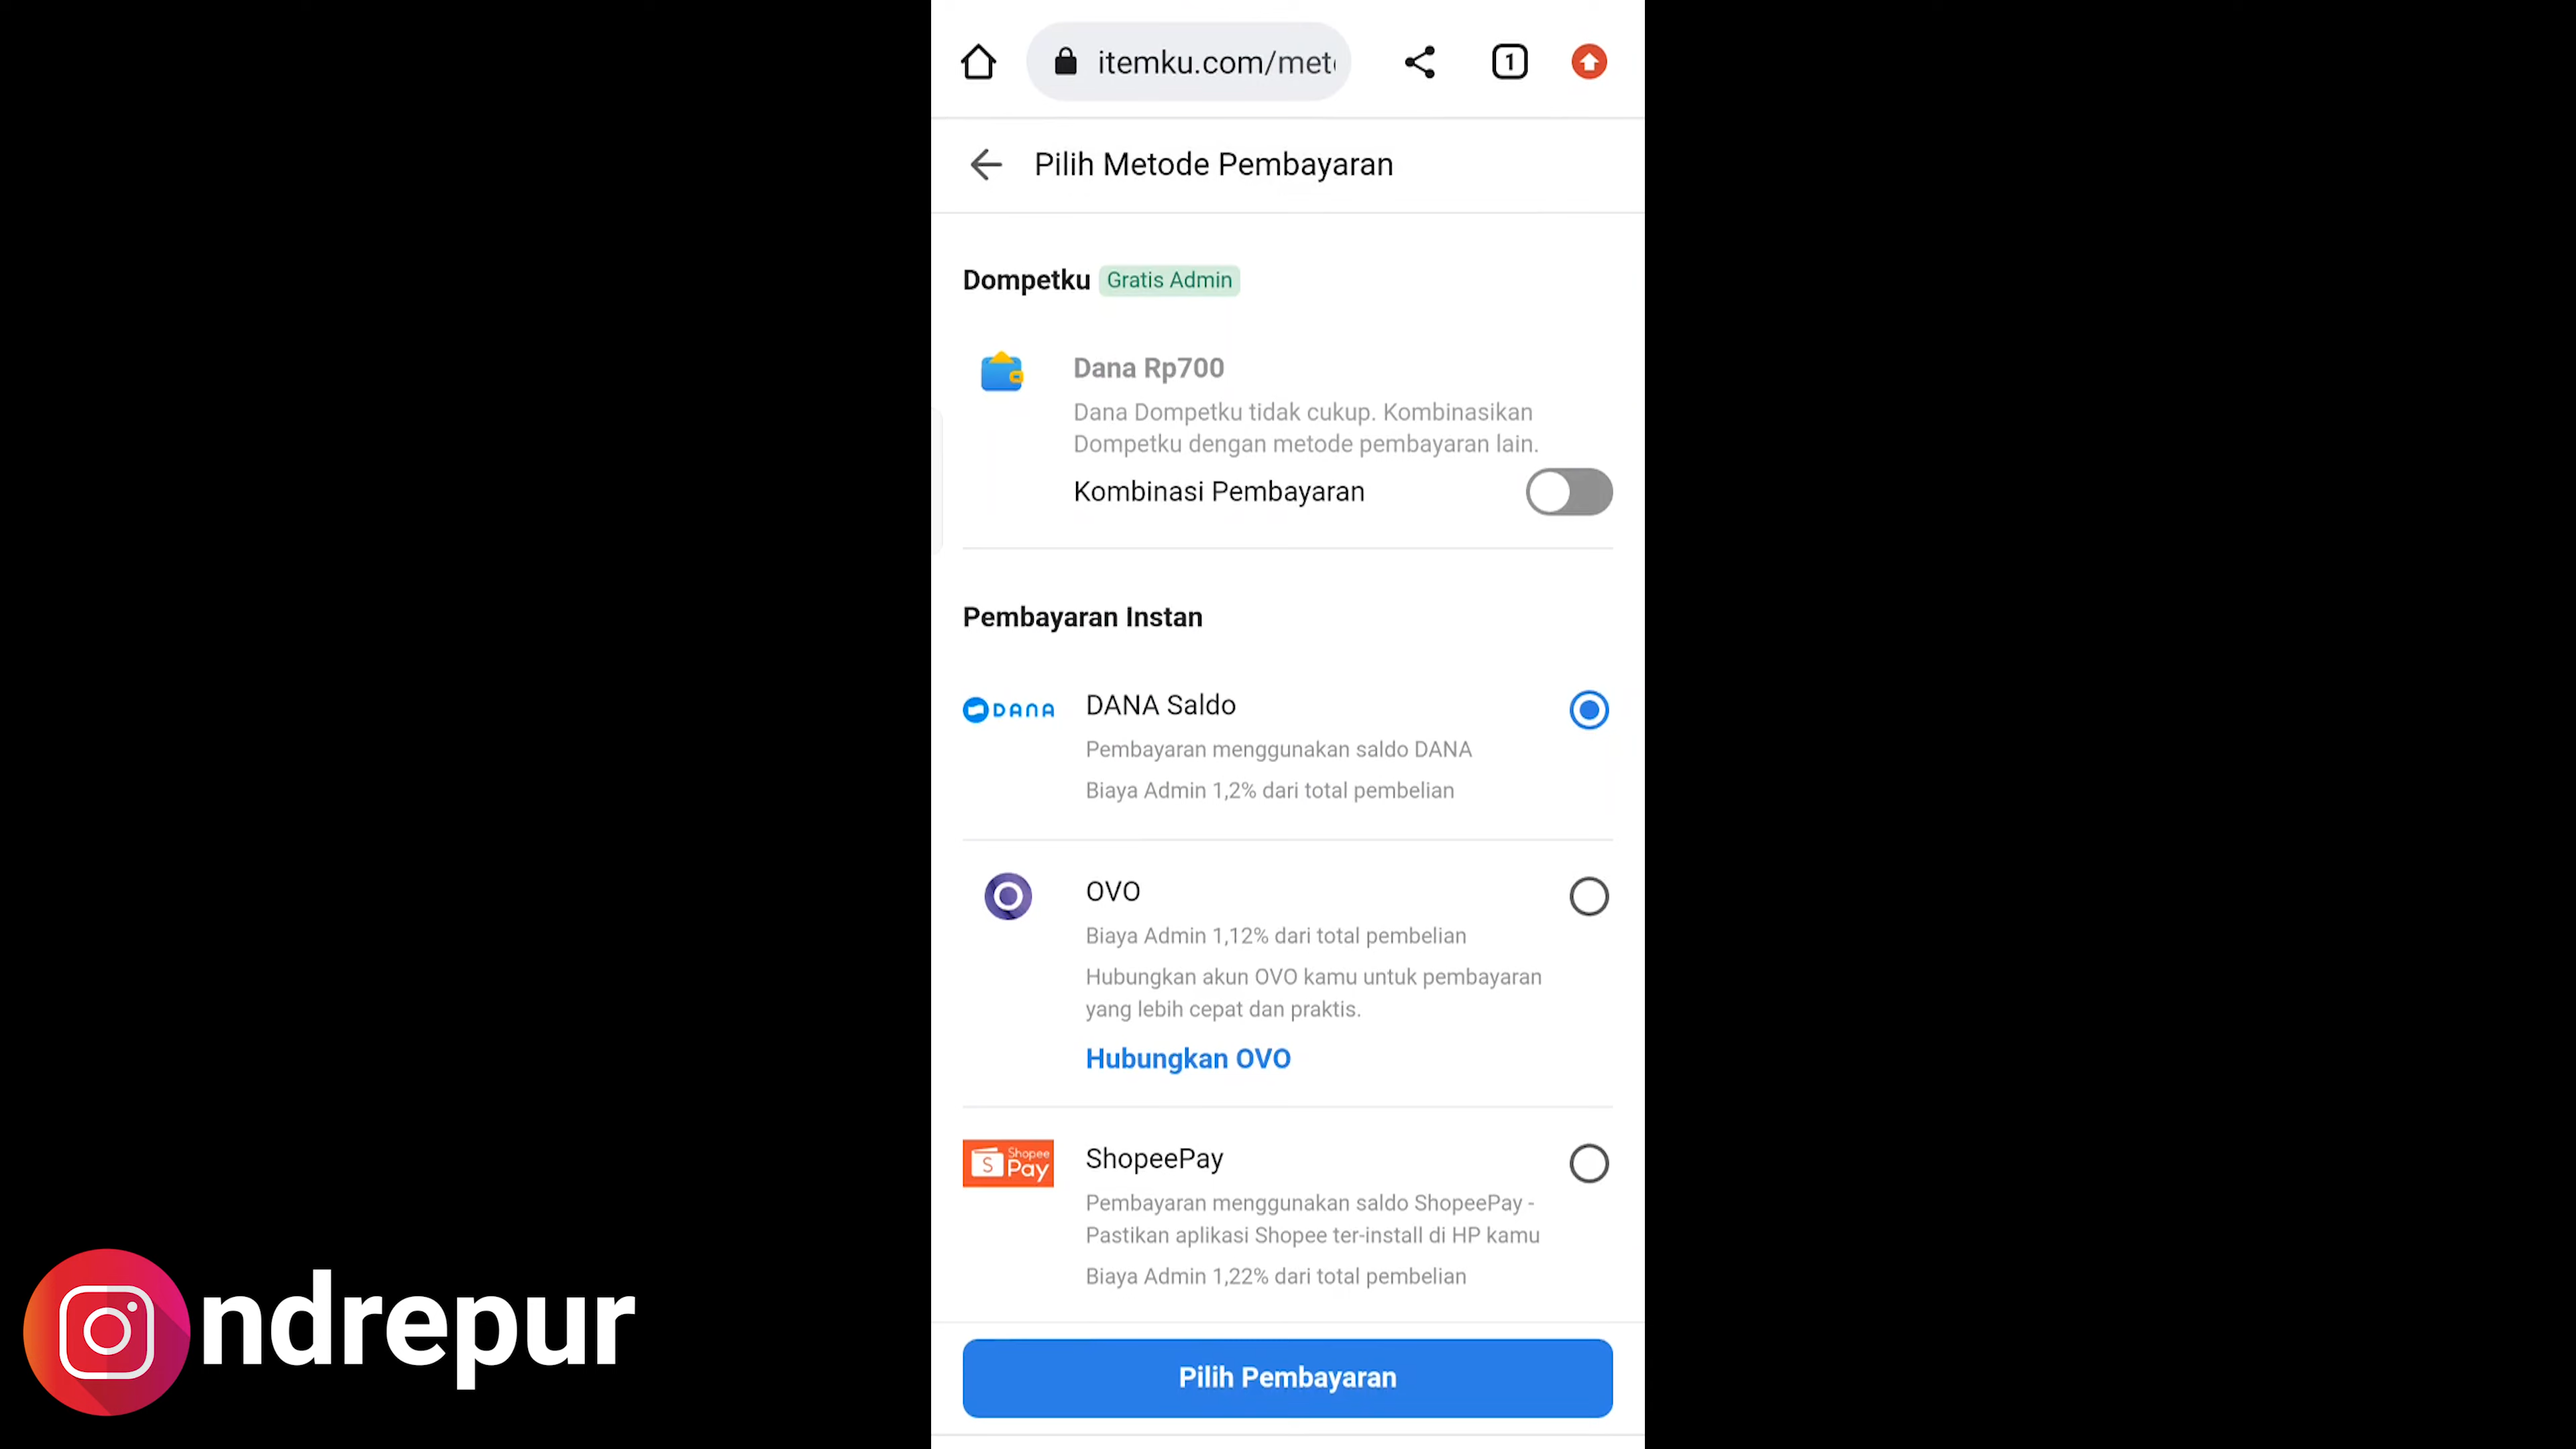 itemku.com/met
1
Pilih Metode Pembayaran
Dompetku Gratis Admin
Dana Rp700
Dana Dompetku tidak cukup. Kombinasikan
Dompetku dengan metode pembayaran lain.
Kombinasi Pembayaran
Pembayaran Instan
DANA
DANA Saldo
Pembayaran menggunakan saldo DANA
Biaya Admin 1,2% dari total pembelian
OVO
Biaya Admin 1,12% dari total pembelian
Hubungkan akun OVO kamu untuk pembayaran
yang lebih cepat dan praktis.
Hubungkan OVO
S Shopee
Pay
ShopeePay
Pembayaran menggunakan saldo ShopeePay -
Pastikan aplikasi Shopee ter-install di HP kamu
Biaya Admin 1,22% dari total pembelian
Pilih Pembayaran
ndrepur